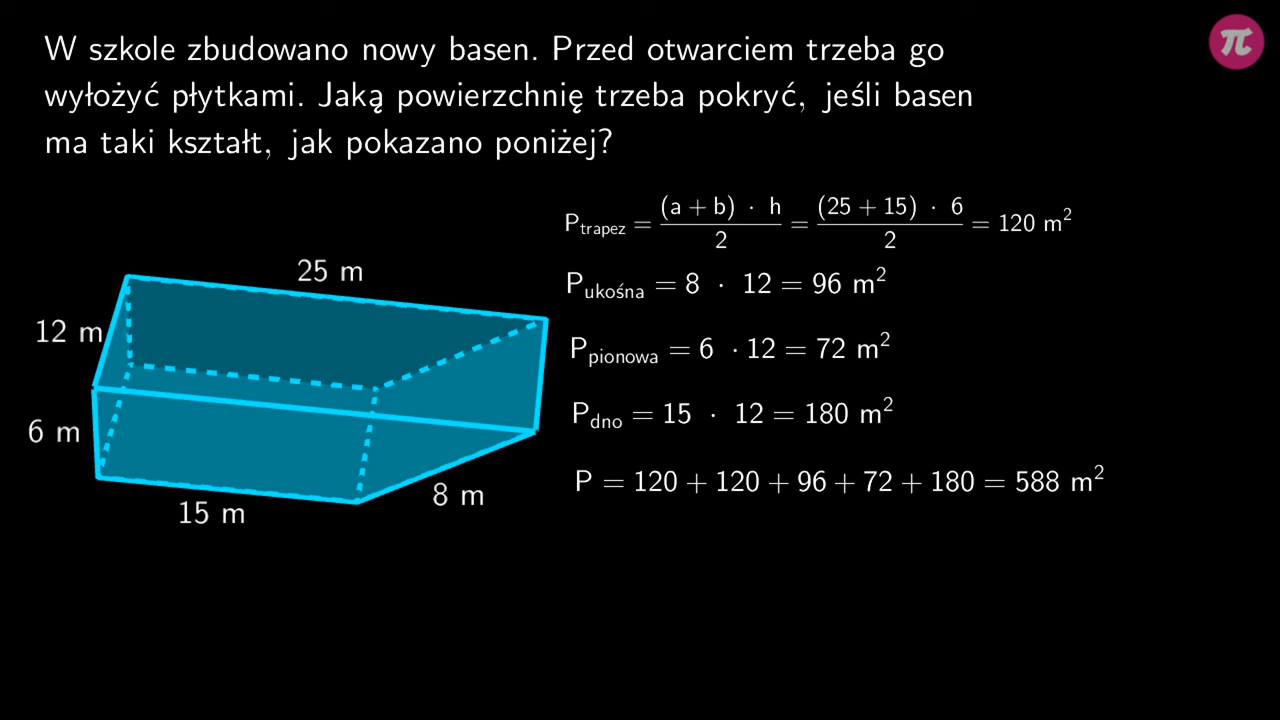 W szkole zbudowano nowy basen. Przed otwarciem trzeba go
wyłożyć płytkami. Jaką powierzchnię trzeba pokryć, jeśli basen
ma taki kształt, jak pokazano poniżej?
π
P_trapez = (a + b) · h / 2 = (25 + 15) · 6 / 2 = 120 m²
P_ukośna = 8 · 12 = 96 m²
P_pionowa = 6 · 12 = 72 m²
P_dno = 15 · 12 = 180 m²
P = 120 + 120 + 96 + 72 + 180 = 588 m²
25 m
12 m
6 m
15 m
8 m